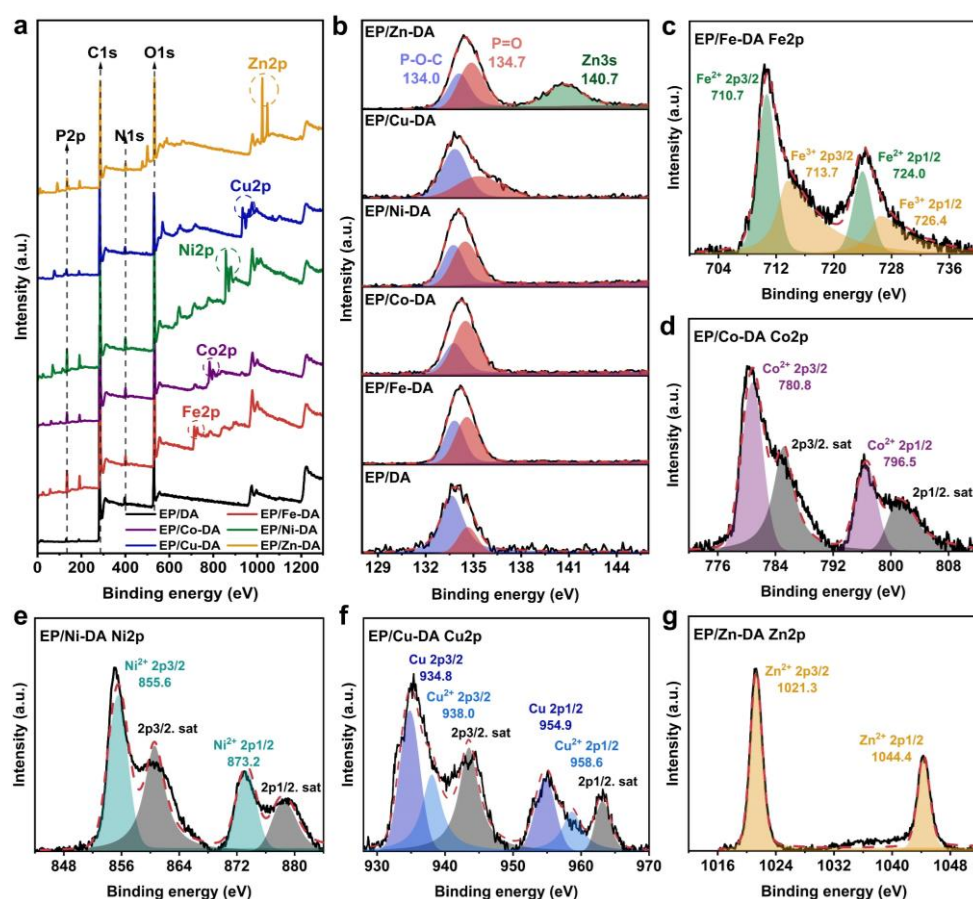 a
C1s
O1s
Zn2p
P2p
N1s
Cu2p
Ni2p
Co2p
Fe2p
EP/DA
EP/Fe-DA
EP/Co-DA
EP/Ni-DA
EP/Cu-DA
EP/Zn-DA
Intensity (a.u.)
0 200 400 600 800 1000 1200
Binding energy (eV)
b
EP/Zn-DA
P-O-C
134.0
P=O
134.7
Zn3s
140.7
EP/Cu-DA
EP/Ni-DA
EP/Co-DA
EP/Fe-DA
EP/DA
Intensity (a.u.)
129 132 135 138 141 144
Binding energy (eV)
c
EP/Fe-DA Fe2p
Fe²⁺ 2p3/2
710.7
Fe³⁺ 2p3/2
713.7
Fe²⁺ 2p1/2
724.0
Fe³⁺ 2p1/2
726.4
Intensity (a.u.)
704 712 720 728 736
Binding energy (eV)
d
EP/Co-DA Co2p
Co²⁺ 2p3/2
780.8
2p3/2. sat
Co²⁺ 2p1/2
796.5
2p1/2. sat
Intensity (a.u.)
776 784 792 800 808
Binding energy (eV)
e
EP/Ni-DA Ni2p
Ni²⁺ 2p3/2
855.6
2p3/2. sat
Ni²⁺ 2p1/2
873.2
2p1/2. sat
Intensity (a.u.)
848 856 864 872 880
Binding energy (eV)
f
EP/Cu-DA Cu2p
Cu 2p3/2
934.8
Cu²⁺ 2p3/2
938.0
2p3/2. sat
Cu 2p1/2
954.9
Cu²⁺ 2p1/2
958.6
2p1/2. sat
Intensity (a.u.)
930 940 950 960 970
Binding energy (eV)
g
EP/Zn-DA Zn2p
Zn²⁺ 2p3/2
1021.3
Zn²⁺ 2p1/2
1044.4
Intensity (a.u.)
1016 1024 1032 1040 1048
Binding energy (eV)